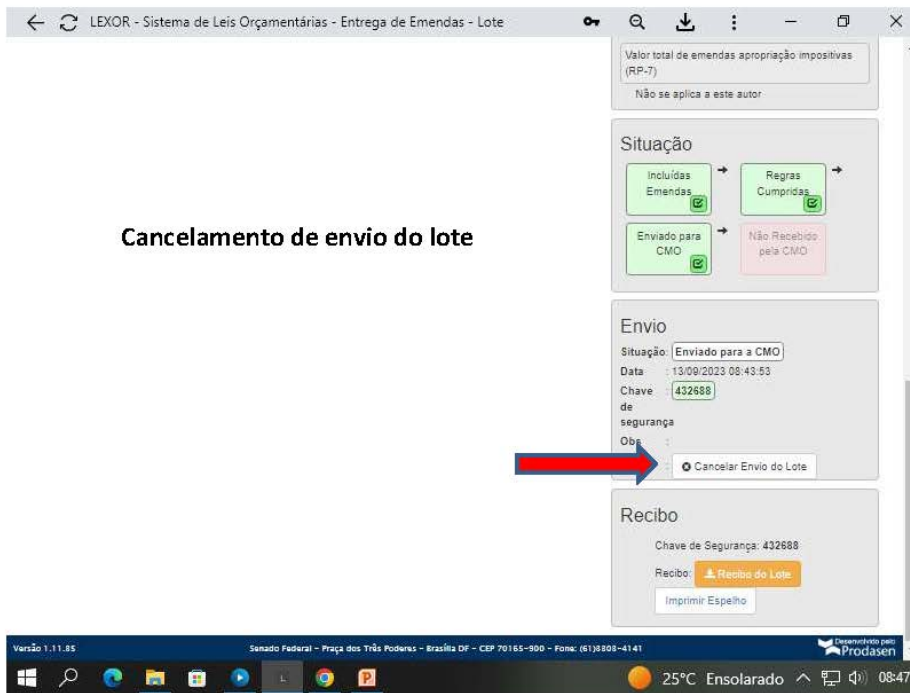 LEXOR - Sistema de Leis Orçamentárias - Entrega de Emendas - Lote
Valor total de emendas apropriação impositivas
(RP-7)
Não se aplica a este autor
Situação
Incluídas
Emendas
Regras
Cumpridas
Cancelamento de envio do lote
Enviado para
CMO
Não Recebido
pela CMO
Envio
Situação: Enviado para a CMO
Data : 13/09/2023 08:43:53
Chave : 432688
de
segurança
Obs :
: Cancelar Envio do Lote
Recibo
Chave de Segurança: 432688
Recibo: Recibo do Lote
Imprimir Espelho
Versão 1.11.85
Senado Federal - Praça dos Três Poderes - Brasília DF - CEP 70165-900 - Fone: (61)3303-4141
Desenvolvido pelo
Prodasen
25°C Ensolarado
08:47